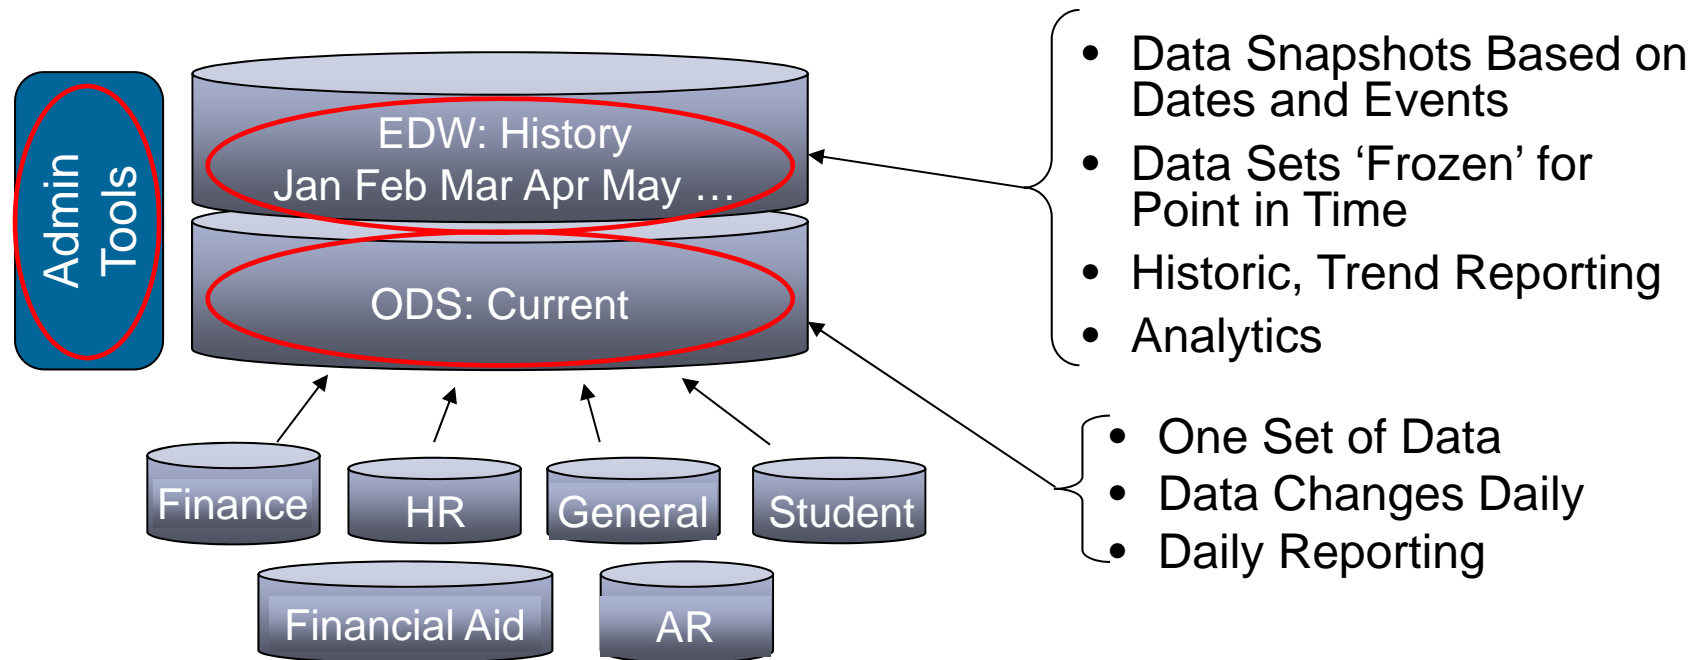 Admin
Tools
EDW: History
Jan Feb Mar Apr May …
ODS: Current
Finance
HR
General
Student
Financial Aid
AR
• Data Snapshots Based on
Dates and Events
• Data Sets ‘Frozen’ for
Point in Time
• Historic, Trend Reporting
• Analytics
• One Set of Data
• Data Changes Daily
• Daily Reporting